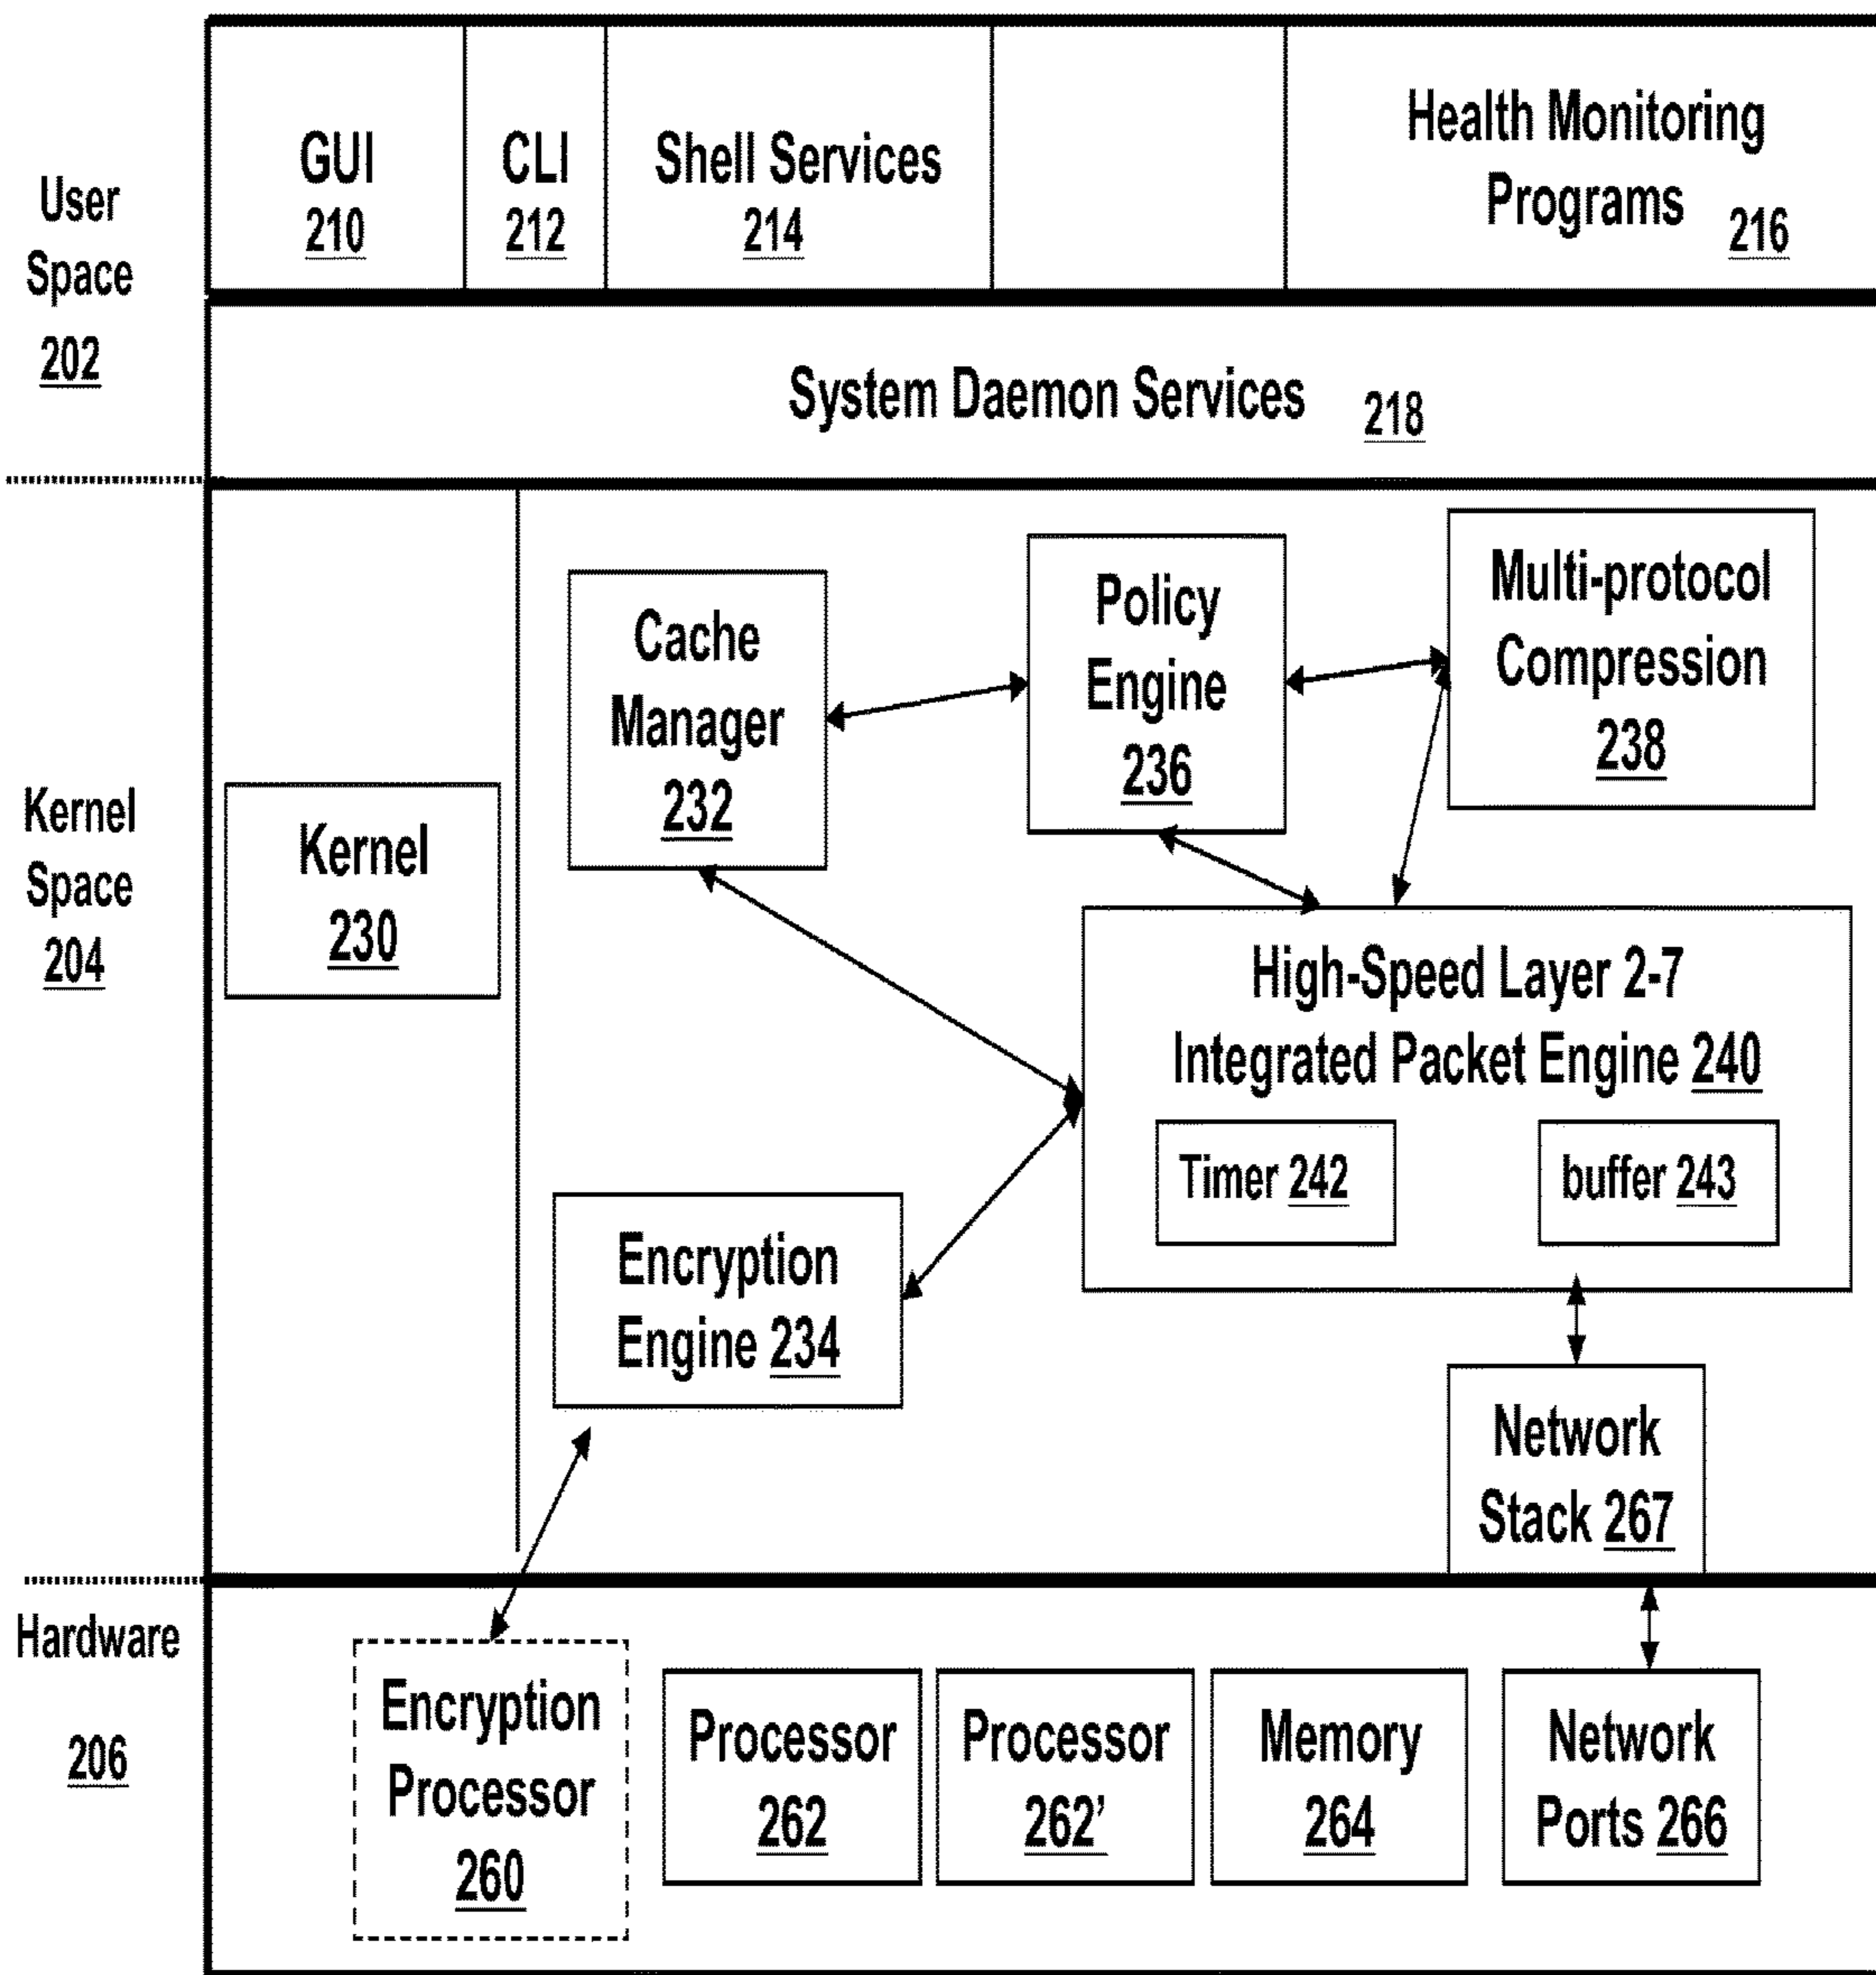 User
Space
202
GUI
210
CLI
212
Shell Services
214
Health Monitoring
Programs 216
System Daemon Services 218
Kernel
Space
204
Kernel
230
Cache
Manager
232
Policy
Engine
236
Multi-protocol
Compression
238
High-Speed Layer 2-7
Integrated Packet Engine 240
Timer 242
buffer 243
Encryption
Engine 234
Network
Stack 267
Hardware
206
Encryption
Processor
260
Processor
262
Processor
262’
Memory
264
Network
Ports 266